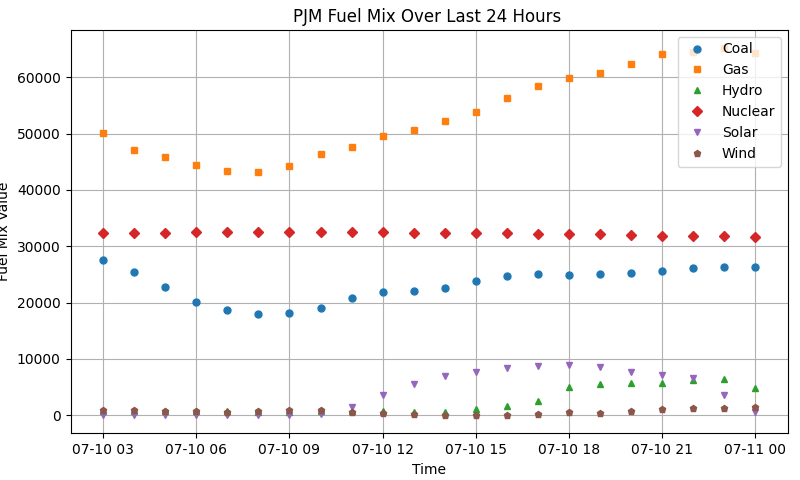 PJM Fuel Mix Over Last 24 Hours
Fuel Mix Value
60000
50000
40000
30000
20000
10000
0
Coal
Gas
Hydro
Nuclear
Solar
Wind
07-10 03 07-10 06 07-10 09 07-10 12 07-10 15 07-10 18 07-10 21 07-11 00
Time